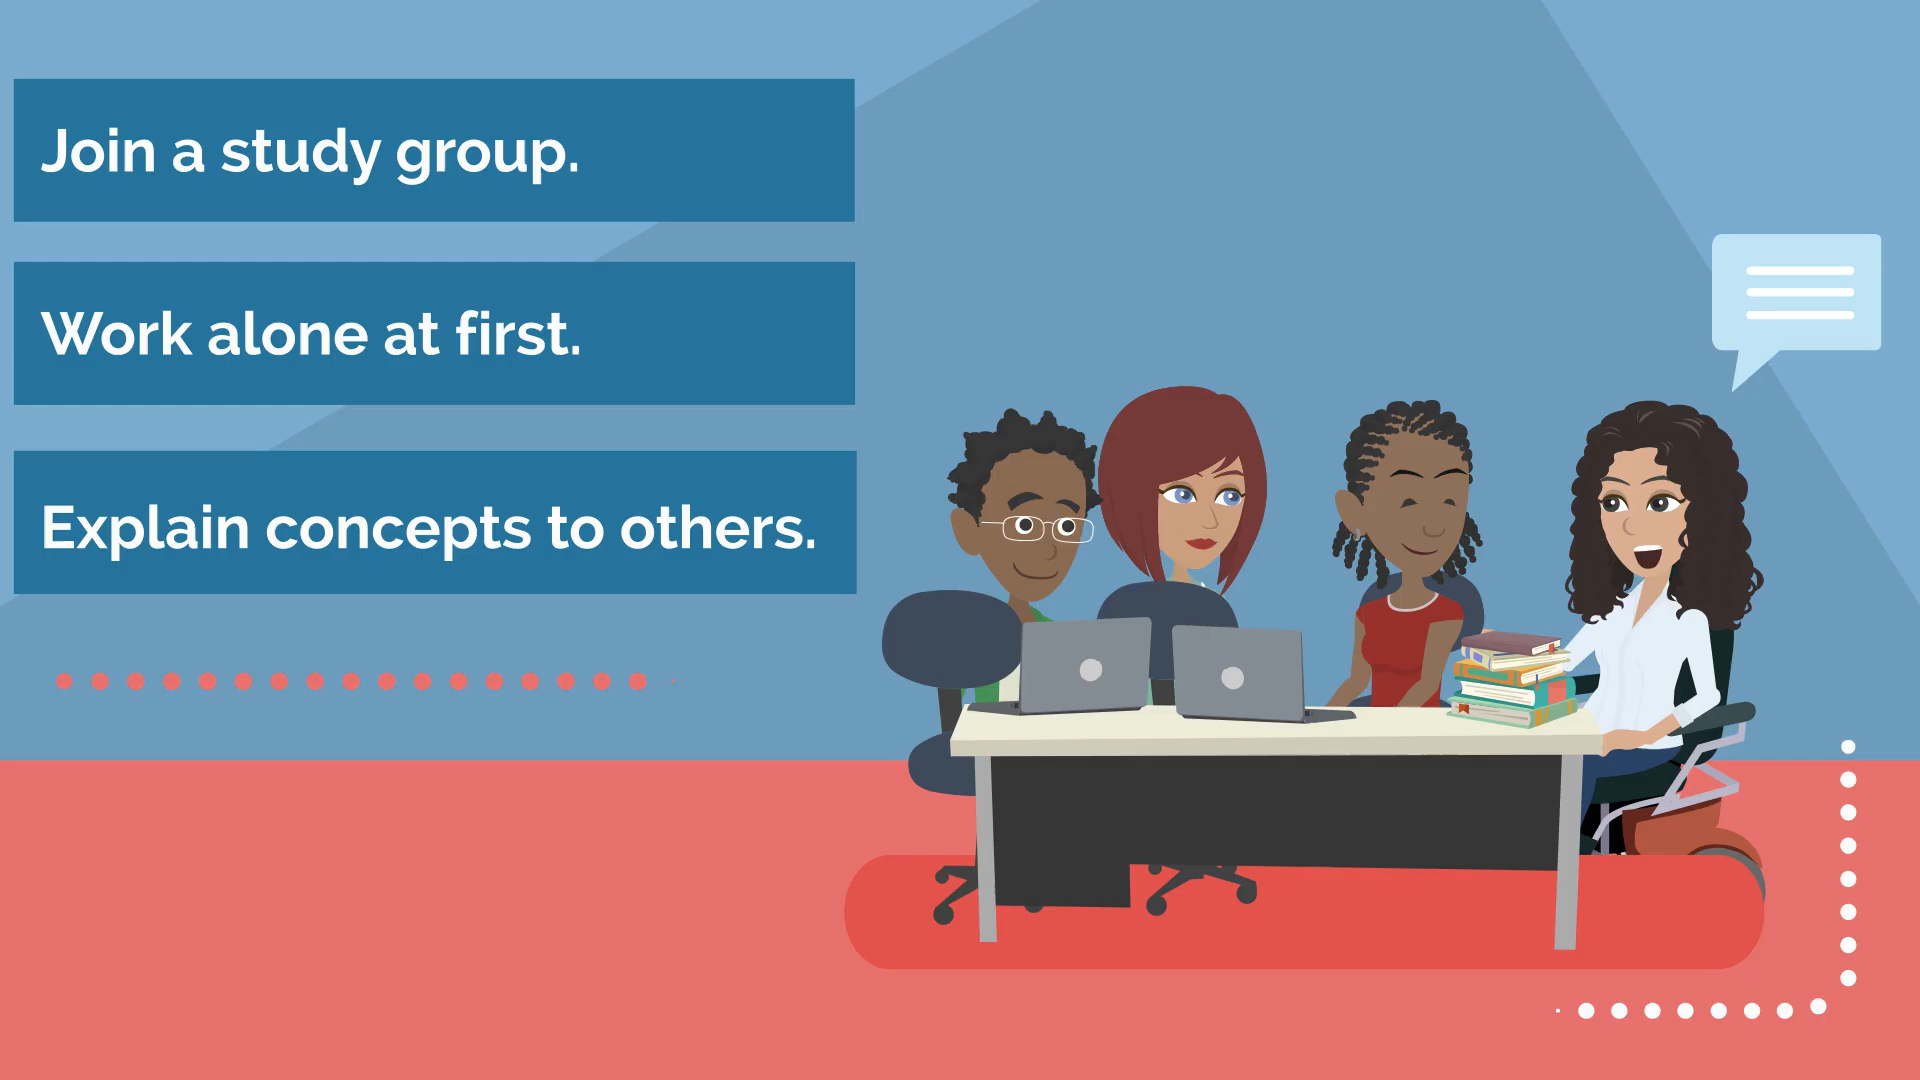 Join a study group.
Work alone at first.
Explain concepts to others.